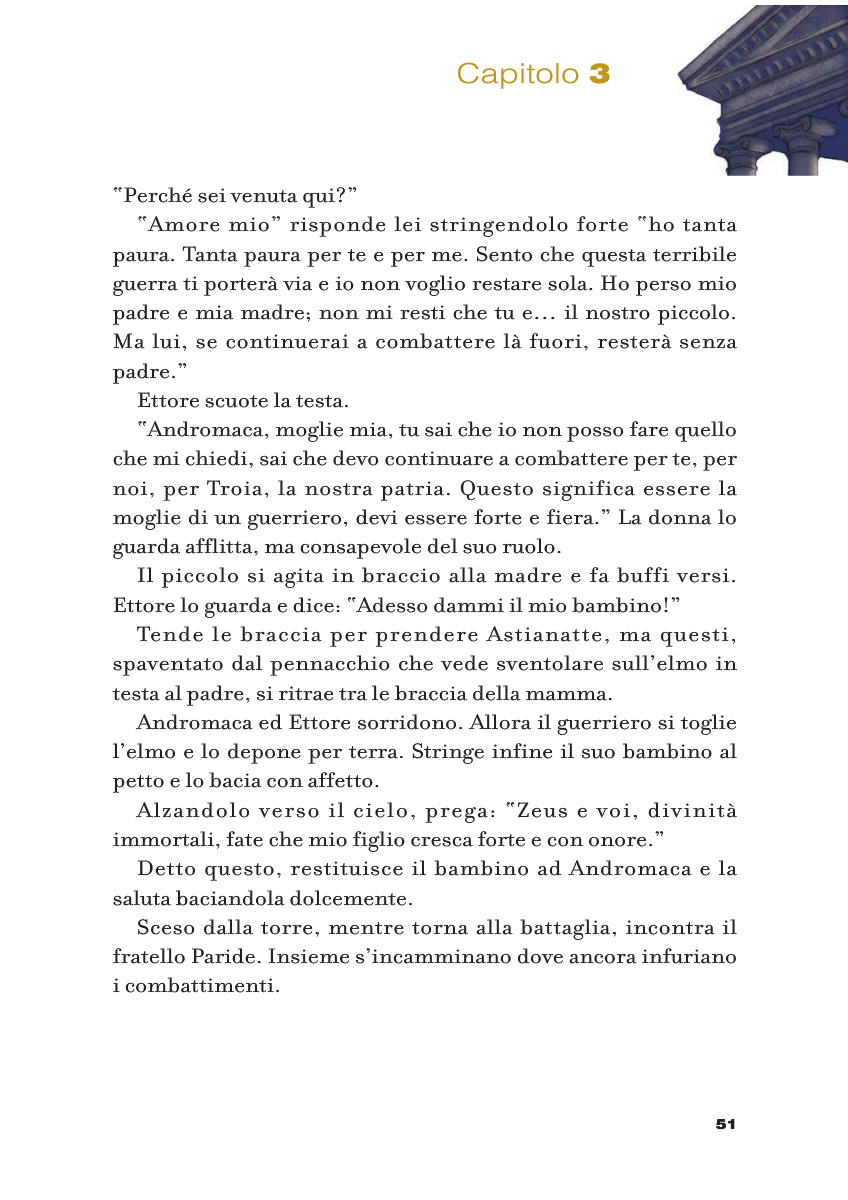 Capitolo 3
‟Perché sei venuta qui?”
‟Amore mio” risponde lei stringendolo forte ‟ho tanta
paura. Tanta paura per te e per me. Sento che questa terribile
guerra ti porterà via e io non voglio restare sola. Ho perso mio
padre e mia madre; non mi resti che tu e… il nostro piccolo.
Ma lui, se continuerai a combattere là fuori, resterà senza
padre.”
Ettore scuote la testa.
‟Andromaca, moglie mia, tu sai che io non posso fare quello
che mi chiedi, sai che devo continuare a combattere per te, per
noi, per Troia, la nostra patria. Questo significa essere la
moglie di un guerriero, devi essere forte e fiera.” La donna lo
guarda afflitta, ma consapevole del suo ruolo.
Il piccolo si agita in braccio alla madre e fa buffi versi.
Ettore lo guarda e dice: ‟Adesso dammi il mio bambino!”
Tende le braccia per prendere Astianatte, ma questi,
spaventato dal pennacchio che vede sventolare sull’elmo in
testa al padre, si ritrae tra le braccia della mamma.
Andromaca ed Ettore sorridono. Allora il guerriero si toglie
l’elmo e lo depone per terra. Stringe infine il suo bambino al
petto e lo bacia con affetto.
Alzandolo verso il cielo, prega: ‟Zeus e voi, divinità
immortali, fate che mio figlio cresca forte e con onore.”
Detto questo, restituisce il bambino ad Andromaca e la
saluta baciandola dolcemente.
Sceso dalla torre, mentre torna alla battaglia, incontra il
fratello Paride. Insieme s’incamminano dove ancora infuriano
i combattimenti.
51